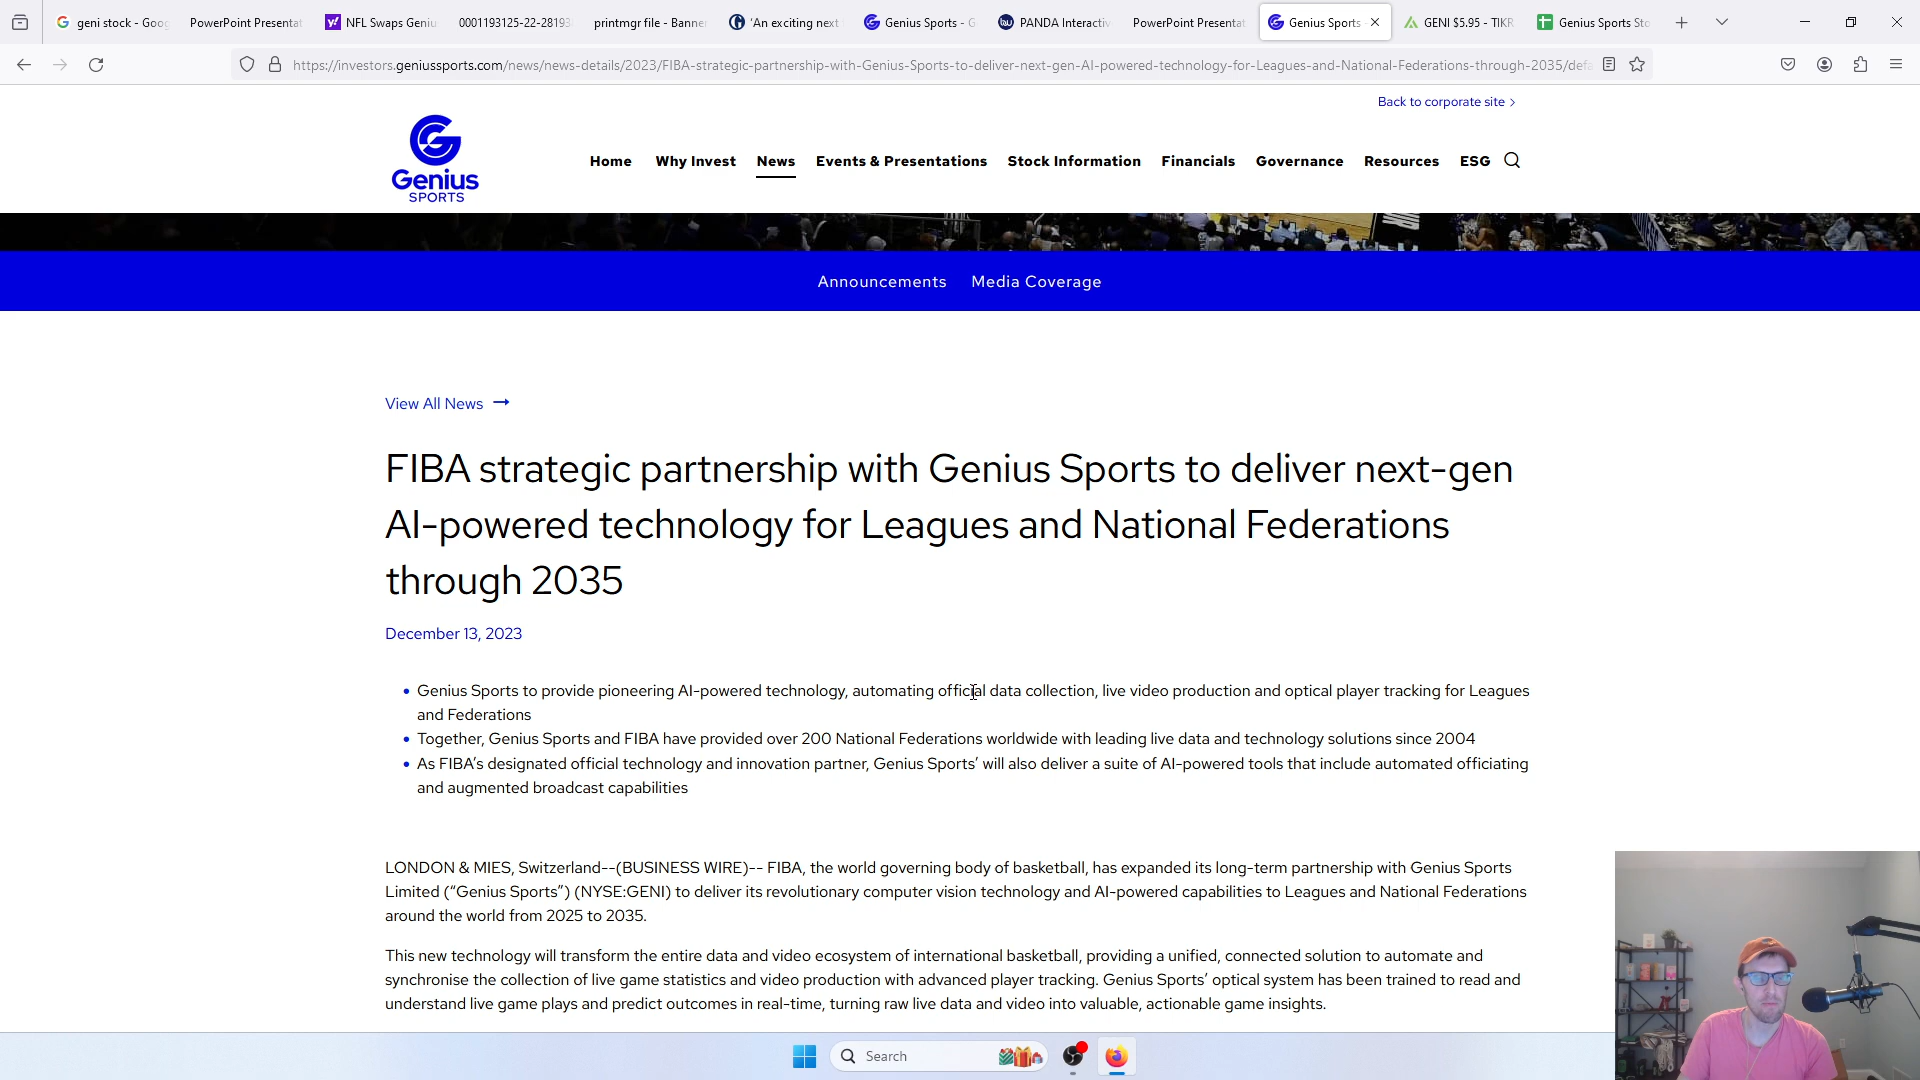 geni stock - Goog
PowerPoint Presentat
NFL Swaps Geniu
0001193125-22-28193
printmgr file - Banner
'An exciting next
Genius Sports - G
PANDA Interactiv
PowerPoint Presentat
Genius Sports
GENI $5.95 - TIKR
Genius Sports Sto
https://investors.geniussports.com/news/news-details/2023/FIBA-strategic-partnership-with-Genius-Sports-to-deliver-next-gen-AI-powered-technology-for-Leagues-and-National-Federations-through-2035/defa
Back to corporate site >
Genius
SPORTS
Home Why Invest News Events & Presentations Stock Information Financials Governance Resources ESG
Announcements Media Coverage
View All News →
FIBA strategic partnership with Genius Sports to deliver next-gen
AI-powered technology for Leagues and National Federations
through 2035
December 13, 2023
• Genius Sports to provide pioneering AI-powered technology, automating official data collection, live video production and optical player tracking for Leagues
and Federations
• Together, Genius Sports and FIBA have provided over 200 National Federations worldwide with leading live data and technology solutions since 2004
• As FIBA's designated official technology and innovation partner, Genius Sports' will also deliver a suite of AI-powered tools that include automated officiating
and augmented broadcast capabilities
LONDON & MIES, Switzerland--(BUSINESS WIRE)-- FIBA, the world governing body of basketball, has expanded its long-term partnership with Genius Sports
Limited (“Genius Sports”) (NYSE:GENI) to deliver its revolutionary computer vision technology and AI-powered capabilities to Leagues and National Federations
around the world from 2025 to 2035.
This new technology will transform the entire data and video ecosystem of international basketball, providing a unified, connected solution to automate and
synchronise the collection of live game statistics and video production with advanced player tracking. Genius Sports' optical system has been trained to read and
understand live game plays and predict outcomes in real-time, turning raw live data and video into valuable, actionable game insights.
Search